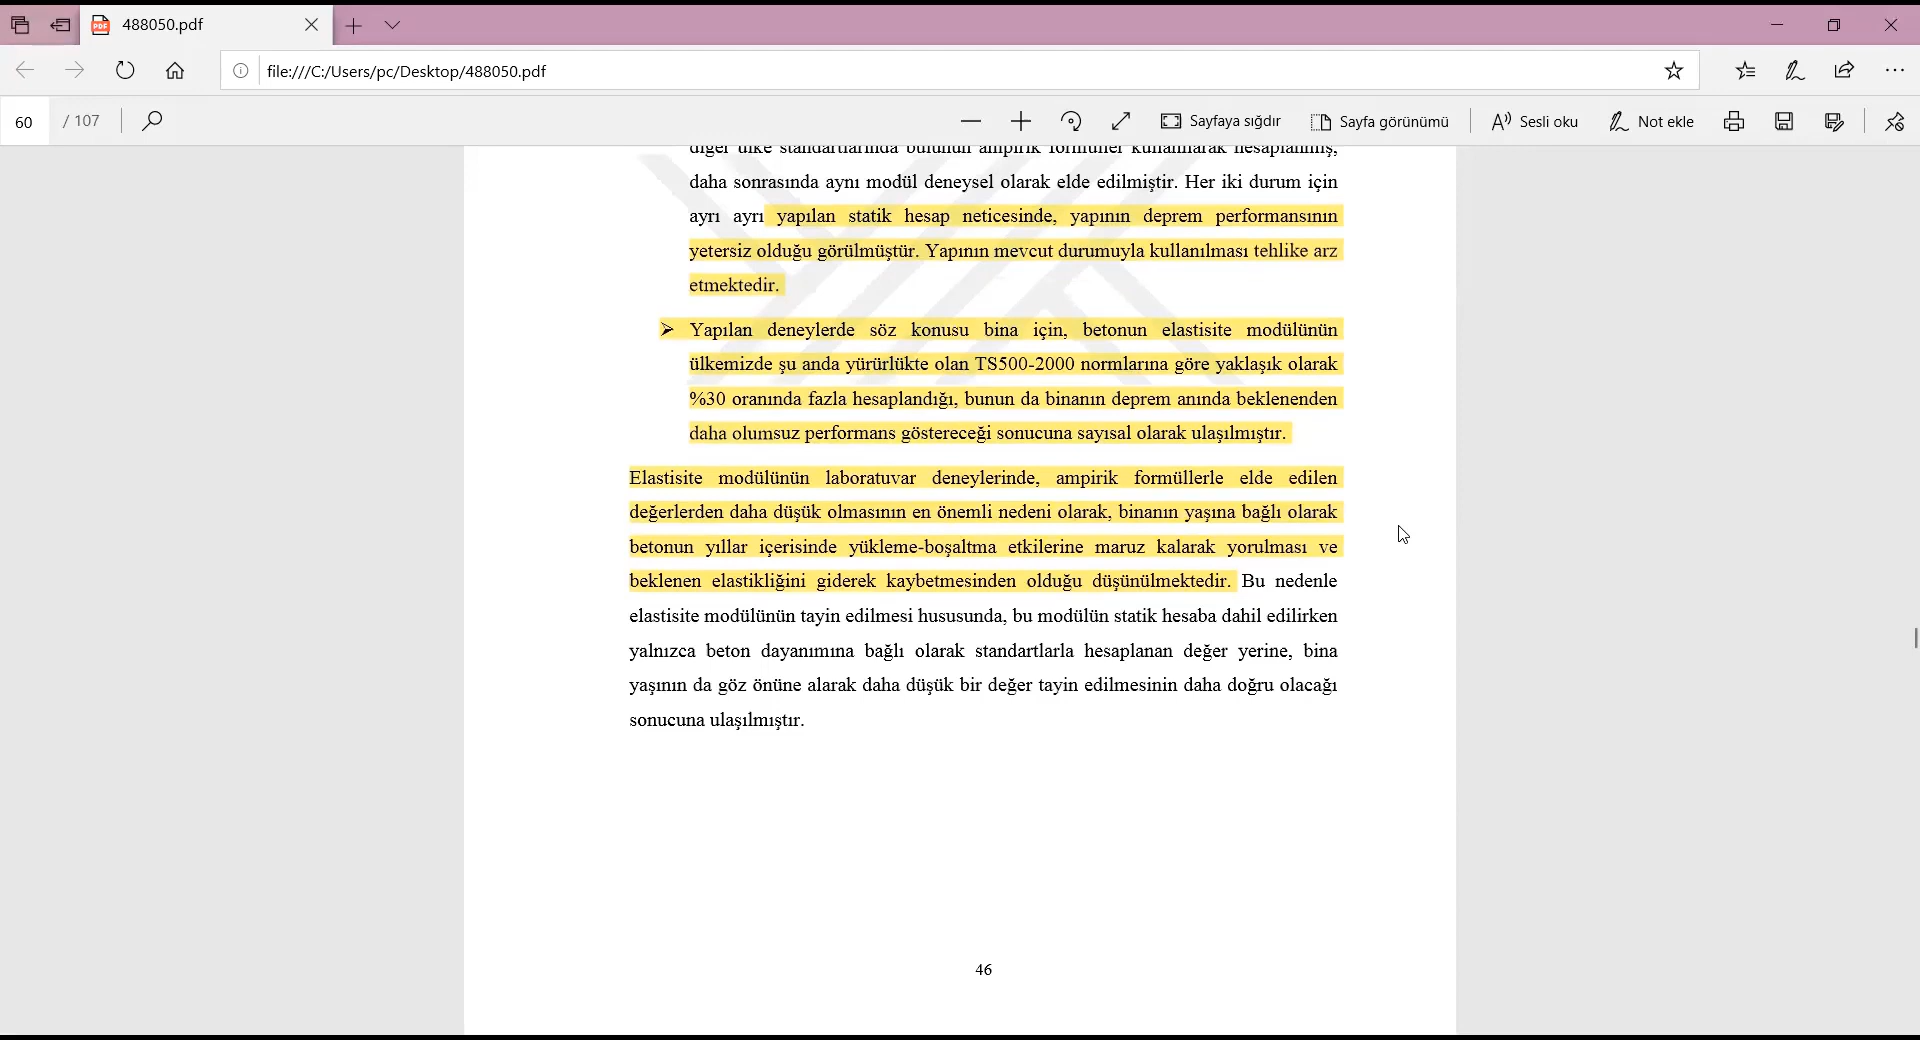 488050.pdf
file:///C:/Users/pc/Desktop/488050.pdf
60 / 107
Sayfaya sığdır
Sayfa görünümü
Sesli oku
Not ekle
diğer ülke standartlarında bulunun ampirik formüller kullanılarak hesaplanmış,
daha sonrasında aynı modül deneysel olarak elde edilmiştir. Her iki durum için
ayrı ayrı yapılan statik hesap neticesinde, yapının deprem performansının
yetersiz olduğu görülmüştür. Yapının mevcut durumuyla kullanılması tehlike arz
etmektedir.
➢ Yapılan deneylerde söz konusu bina için, betonun elastisite modülünün
ülkemizde şu anda yürürlükte olan TS500-2000 normlarına göre yaklaşık olarak
%30 oranında fazla hesaplandığı, bunun da binanın deprem anında beklenenden
daha olumsuz performans göstereceği sonucuna sayısal olarak ulaşılmıştır.
Elastisite modülünün laboratuvar deneylerinde, ampirik formüllerle elde edilen
değerlerden daha düşük olmasının en önemli nedeni olarak, binanın yaşına bağlı olarak
betonun yıllar içerisinde yükleme-boşaltma etkilerine maruz kalarak yorulması ve
beklenen elastikliğini giderek kaybetmesinden olduğu düşünülmektedir. Bu nedenle
elastisite modülünün tayin edilmesi hususunda, bu modülün statik hesaba dahil edilirken
yalnızca beton dayanımına bağlı olarak standartlarla hesaplanan değer yerine, bina
yaşının da göz önüne alarak daha düşük bir değer tayin edilmesinin daha doğru olacağı
sonucuna ulaşılmıştır.
46